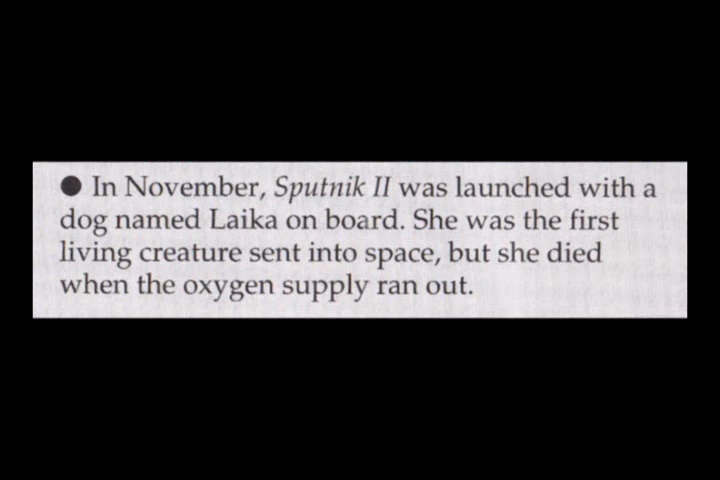 ● In November, Sputnik II was launched with a
dog named Laika on board. She was the first
living creature sent into space, but she died
when the oxygen supply ran out.